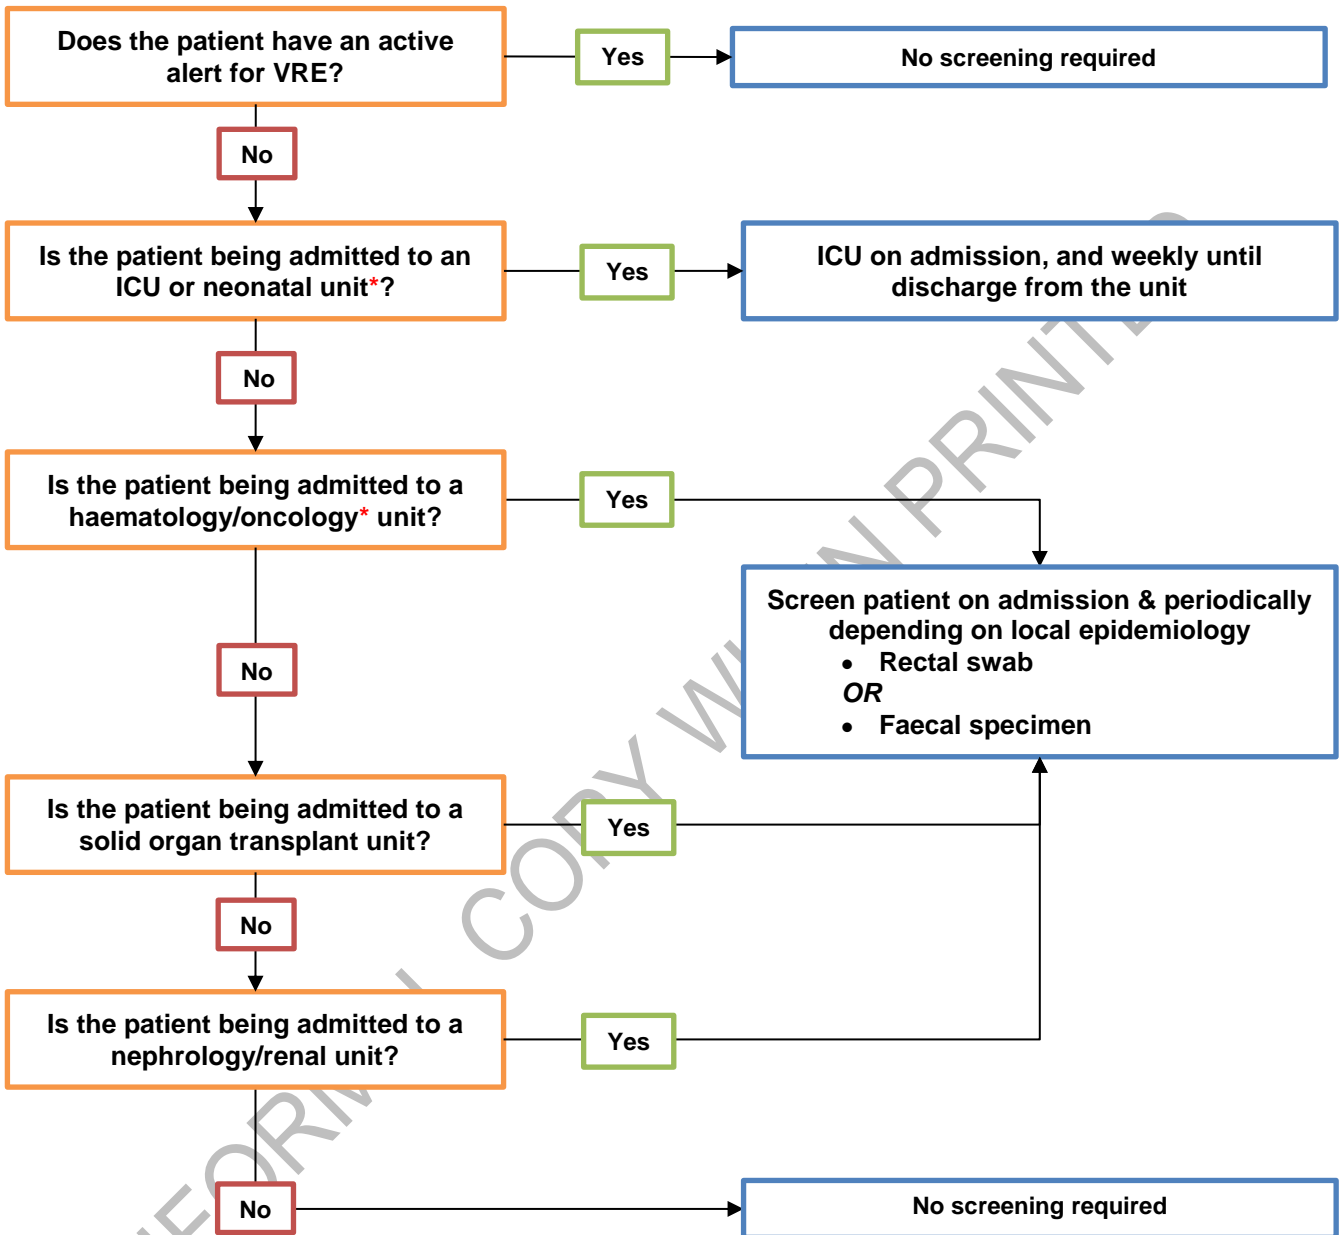 Does the patient have an active
alert for VRE?
Yes
No screening required
No
Is the patient being admitted to an
ICU or neonatal unit*?
Yes
ICU on admission, and weekly until
discharge from the unit
No
Is the patient being admitted to a
haematology/oncology* unit?
Yes
Screen patient on admission & periodically
depending on local epidemiology
• Rectal swab
OR
• Faecal specimen
No
Is the patient being admitted to a
solid organ transplant unit?
Yes
No
Is the patient being admitted to a
nephrology/renal unit?
Yes
No
No screening required
COPY